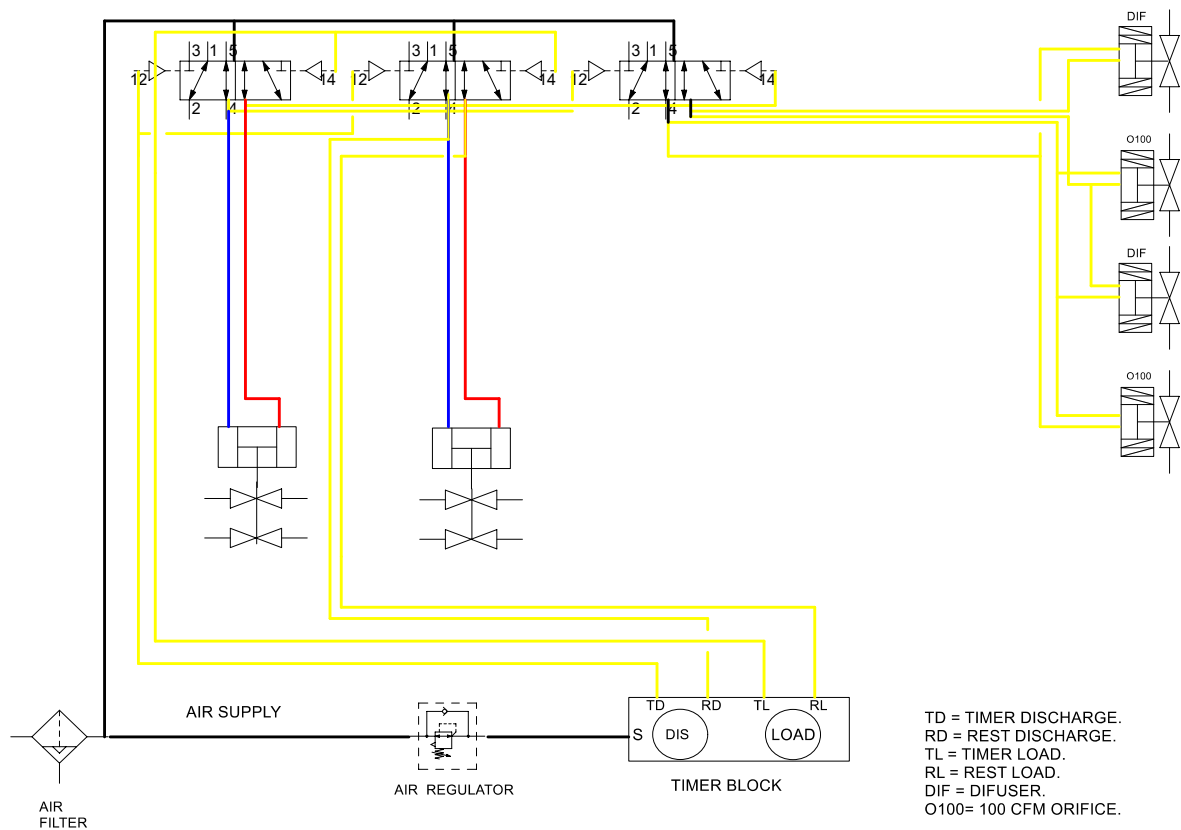 DIF
3 1 5
3 1 5
3 1 5
12
14
12
14
12
14
2 4
2 4
2 4
O100
DIF
O100
TD RD TL RL
AIR SUPPLY
S DIS LOAD
TD = TIMER DISCHARGE.
RD = REST DISCHARGE.
TL = TIMER LOAD.
RL = REST LOAD.
DIF = DIFUSER.
O100= 100 CFM ORIFICE.
AIR REGULATOR
TIMER BLOCK
AIR
FILTER